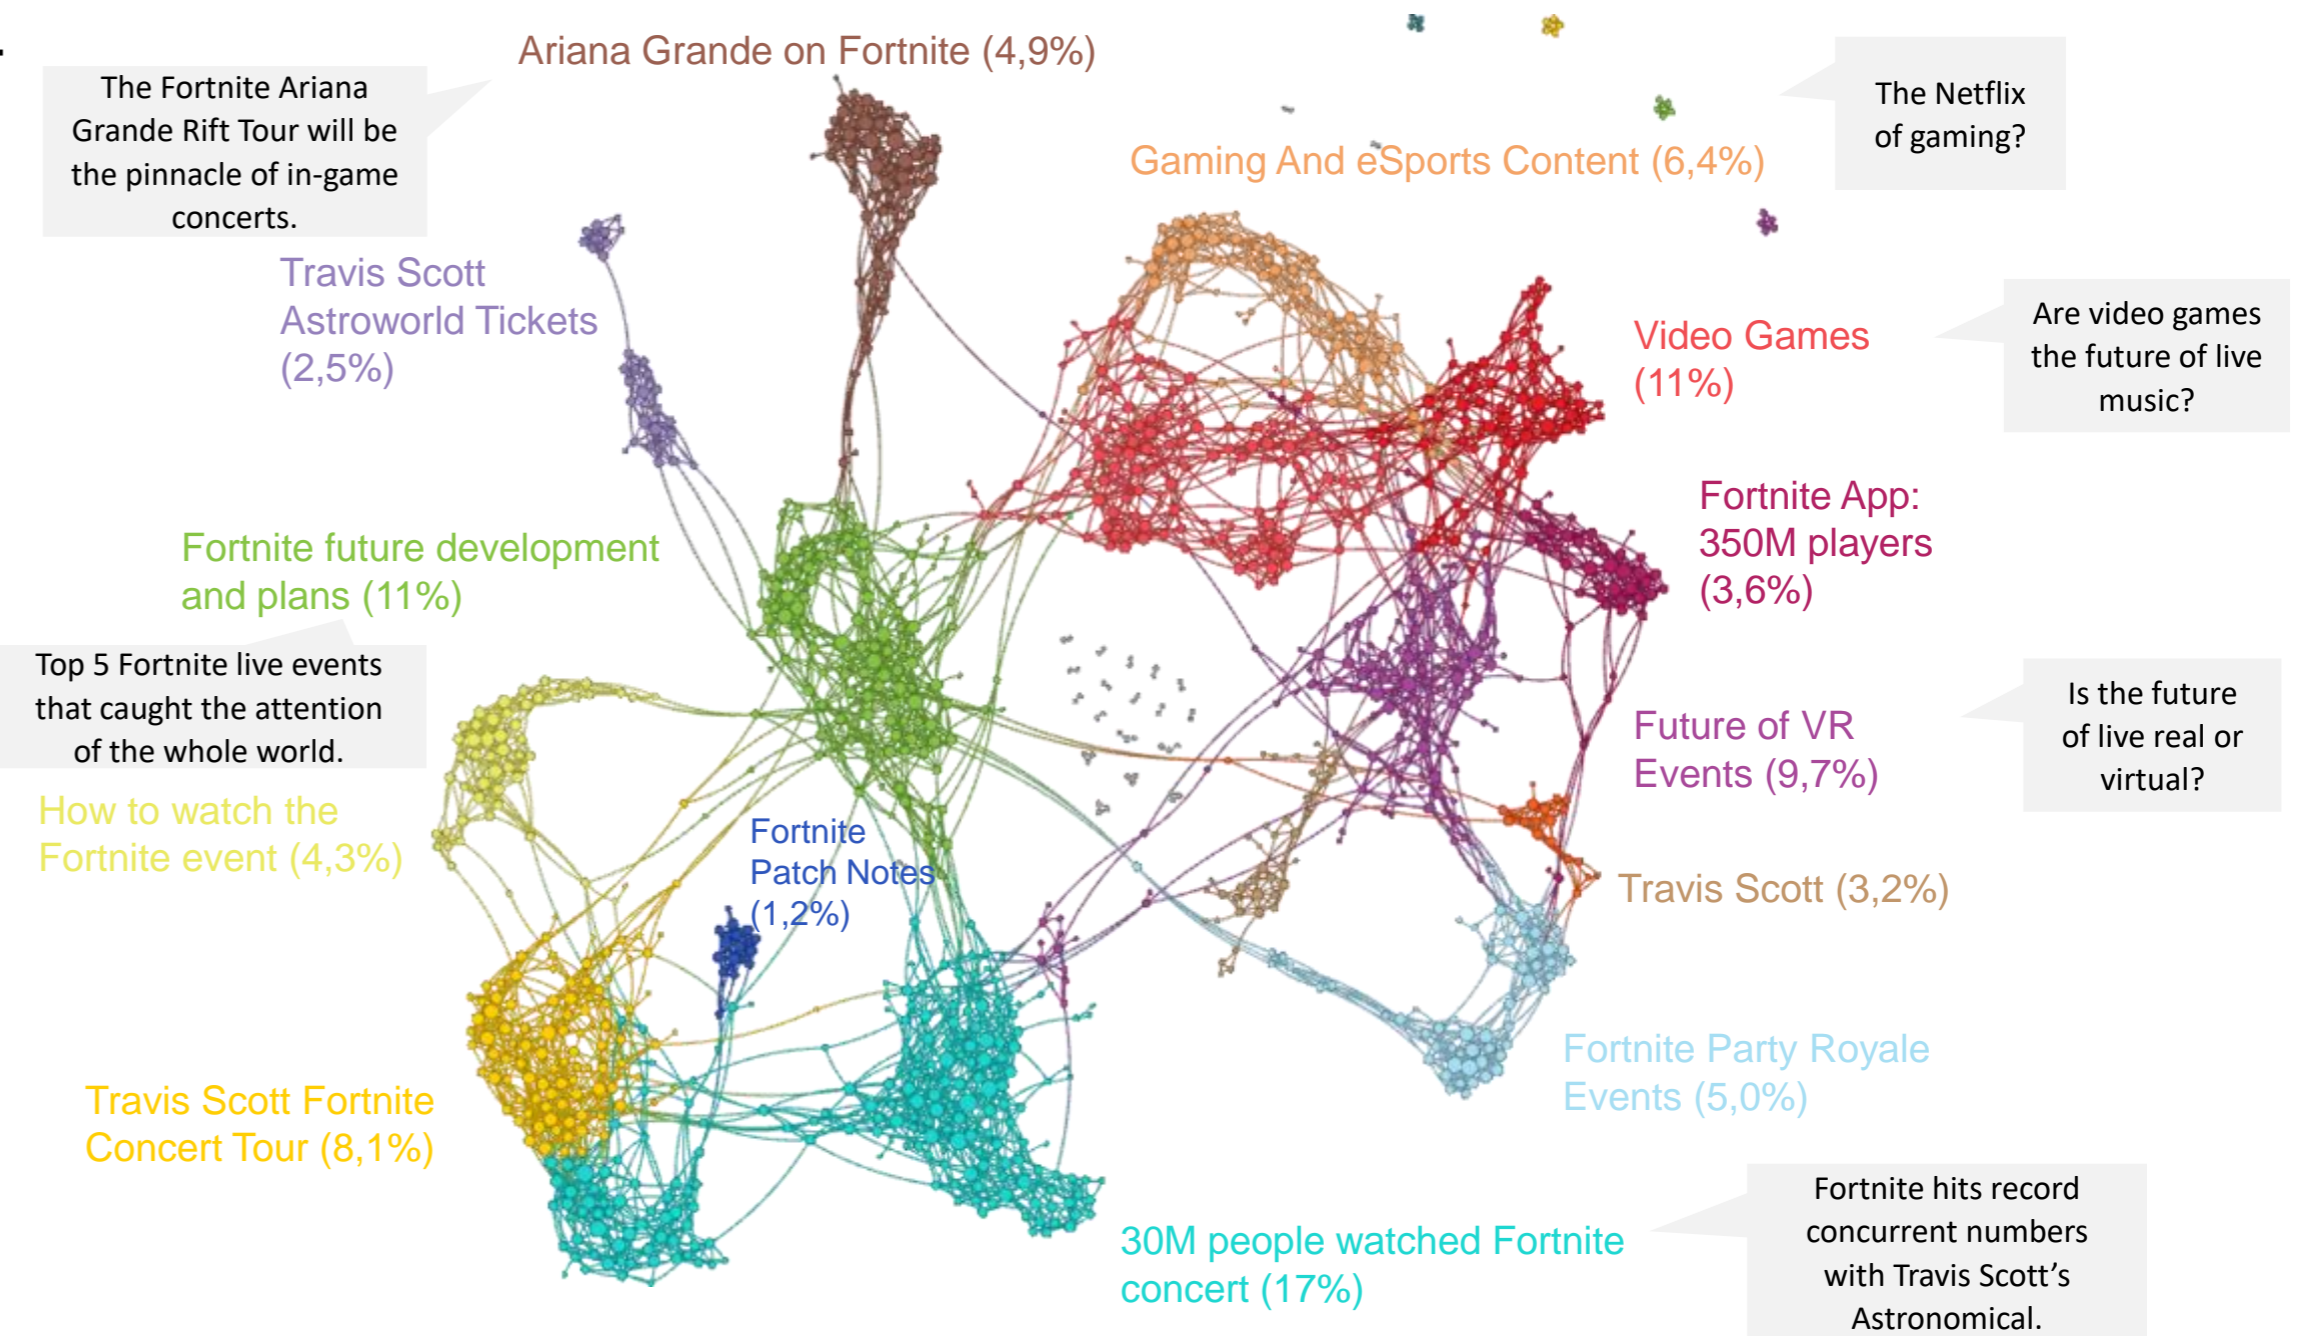 Ariana Grande on Fortnite (4,9%)
The Fortnite Ariana
Grande Rift Tour will be
the pinnacle of in-game
concerts.
The Netflix
of gaming?
Gaming And eSports Content (6,4%)
Travis Scott
Astroworld Tickets
(2,5%)
Video Games
(11%)
Are video games
the future of live
music?
Fortnite App:
350M players
(3,6%)
Fortnite future development
and plans (11%)
Top 5 Fortnite live events
that caught the attention
of the whole world.
Future of VR
Events (9,7%)
Is the future
of live real or
virtual?
How to watch the
Fortnite event (4,3%)
Fortnite
Patch Notes
(1,2%)
Travis Scott (3,2%)
Fortnite Party Royale
Events (5,0%)
Travis Scott Fortnite
Concert Tour (8,1%)
30M people watched Fortnite
concert (17%)
Fortnite hits record
concurrent numbers
with Travis Scott’s
Astronomical.